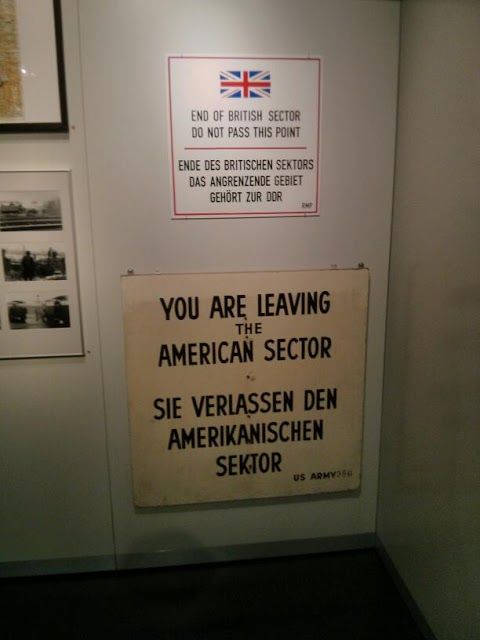 END OF BRITISH SECTOR
DO NOT PASS THIS POINT
ENDE DES BRITISCHEN SEKTORS
DAS ANGRENZENDE GEBIET
GEHÖRT ZUR DDR
RMP
YOU ARE LEAVING
THE
AMERICAN SECTOR
SIE VERLASSEN DEN
AMERIKANISCHEN
SEKTOR
US ARMY